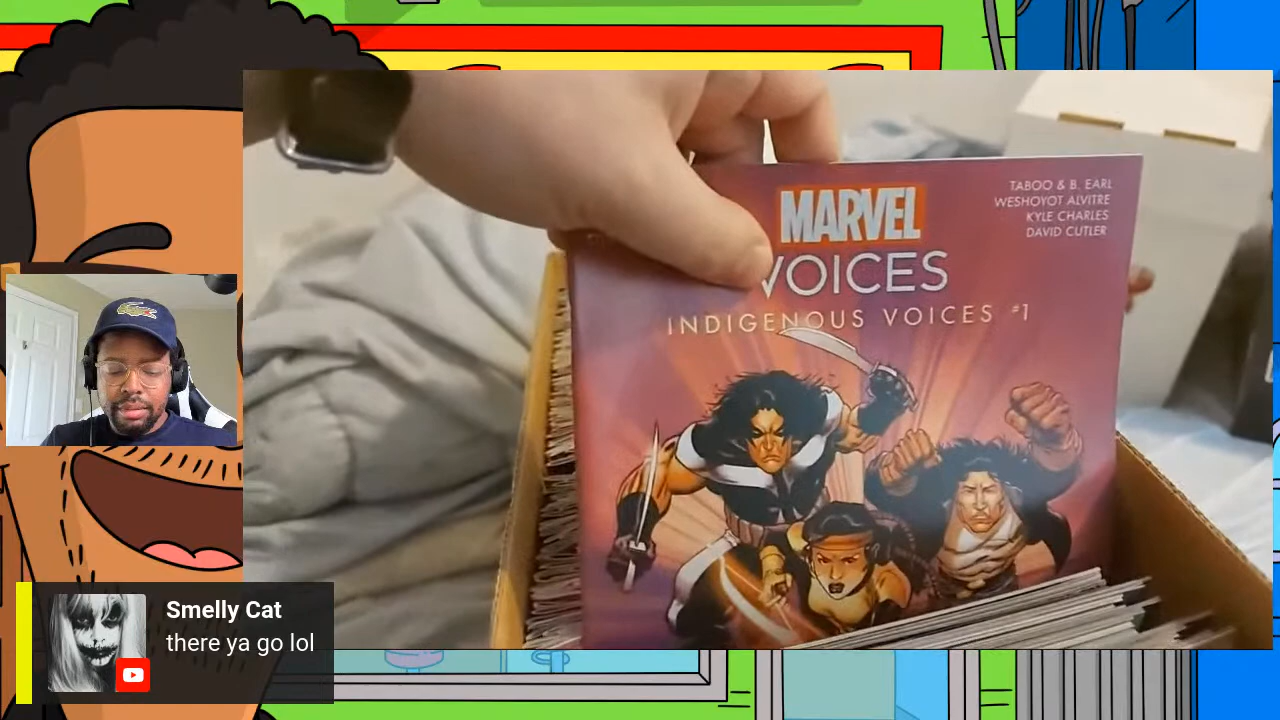 MARVEL
VOICES
INDIGENOUS VOICES #1
TABOO & B. EARL
WESHOYOT ALVITRE
KYLE CHARLES
DAVID CUTLER
Smelly Cat
there ya go lol